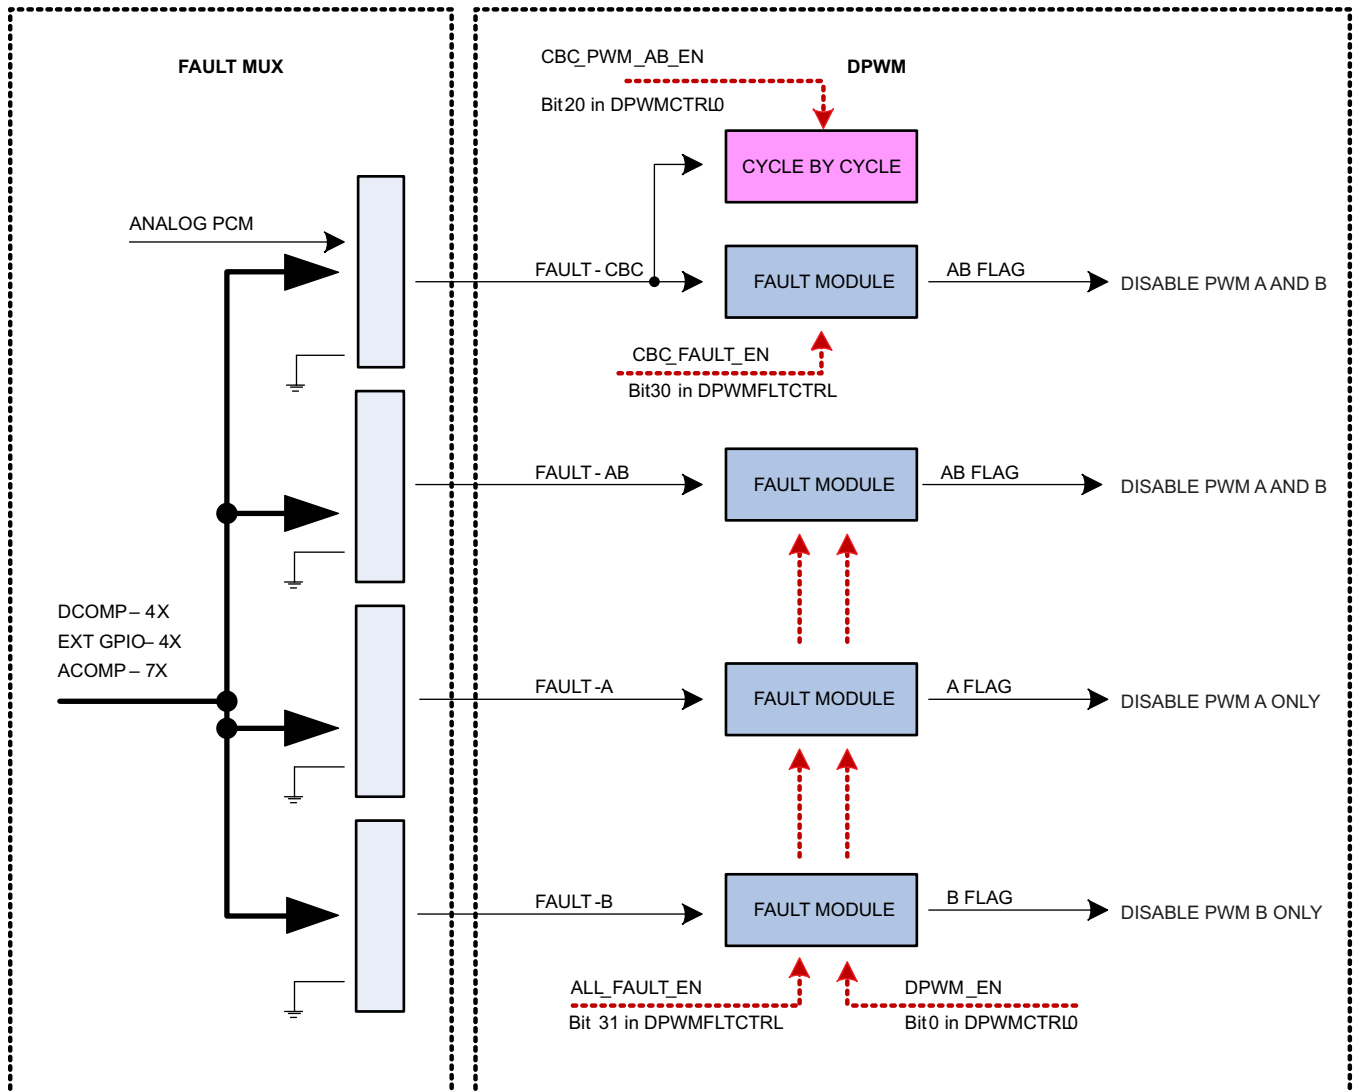 FAULT MUX
DPWM
CBC_PWM_AB_EN
Bit20 in DPWMCTRL0
CYCLE BY CYCLE
ANALOG PCM
FAULT - CBC
FAULT MODULE
AB FLAG
DISABLE PWM A AND B
CBC_FAULT_EN
Bit30 in DPWMFLTCTRL
FAULT - AB
FAULT MODULE
AB FLAG
DISABLE PWM A AND B
DCOMP – 4X
EXT GPIO – 4X
ACOMP – 7X
FAULT -A
FAULT MODULE
A FLAG
DISABLE PWM A ONLY
FAULT -B
FAULT MODULE
B FLAG
DISABLE PWM B ONLY
ALL_FAULT_EN
Bit 31 in DPWMFLTCTRL
DPWM_EN
Bit0 in DPWMCTRL0